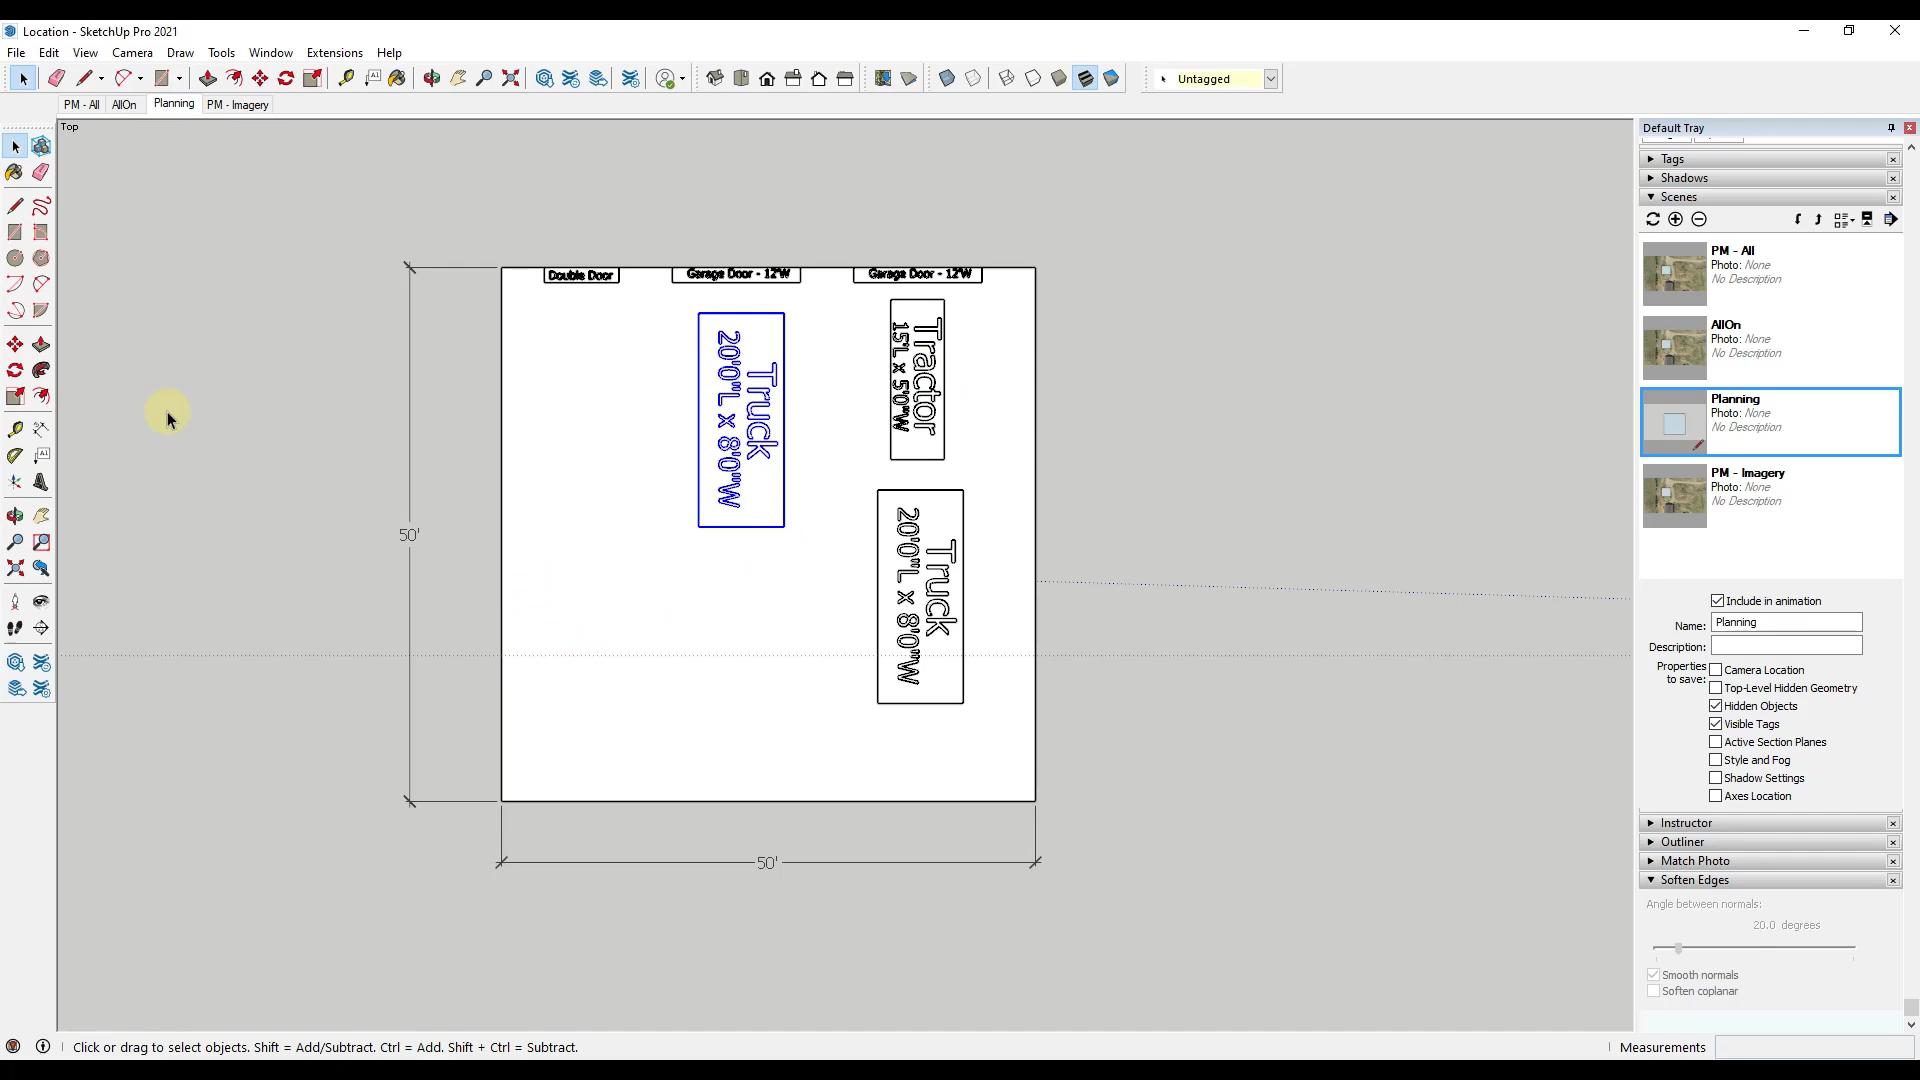 Location - SketchUp Pro 2021
File Edit View Camera Draw Tools Window Extensions Help
Untagged
PM - All AllOn Planning PM - Imagery
Top
Default Tray
Tags
Shadows
Scenes
PM - All
Photo: None
No Description
AllOn
Photo: None
No Description
Planning
Photo: None
No Description
PM - Imagery
Photo: None
No Description
Include in animation
Name: Planning
Description:
Properties to save:
Camera Location
Top-Level Hidden Geometry
Hidden Objects
Visible Tags
Active Section Planes
Style and Fog
Shadow Settings
Axes Location
Instructor
Outliner
Match Photo
Soften Edges
Angle between normals:
20.0 degrees
Smooth normals
Soften coplanar
Double Door
Garage Door - 12'W
Garage Door - 12'W
Truck
20'0"L x 8'0"W
Tractor
15'L x 5'0"W
Truck
20'0"L x 8'0"W
50'
50'
Click or drag to select objects. Shift = Add/Subtract. Ctrl = Add. Shift + Ctrl = Subtract.
Measurements